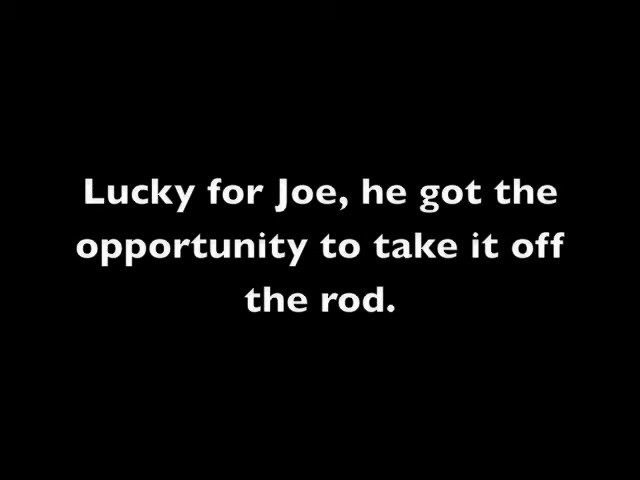 Lucky for Joe, he got the
opportunity to take it off
the rod.